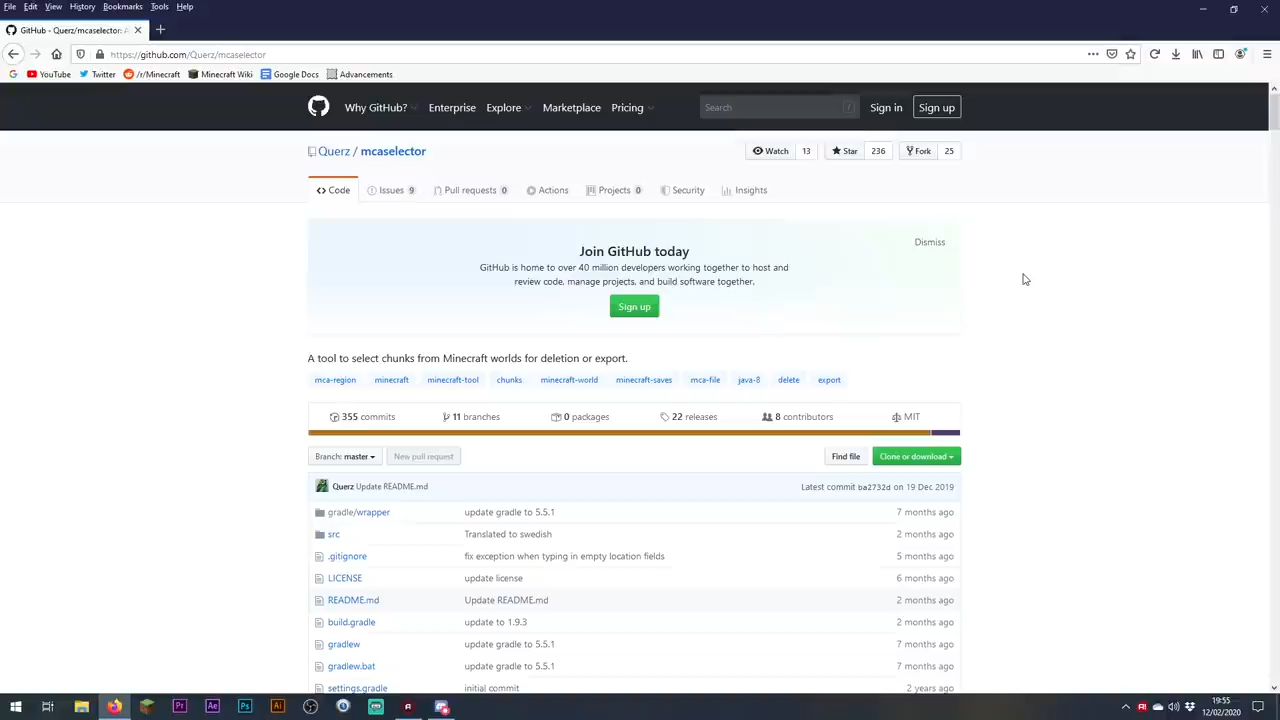 File Edit View History Bookmarks Tools Help
GitHub - Querz/mcaselector: A
https://github.com/Querz/mcaselector
YouTube Twitter /r/Minecraft Minecraft Wiki Google Docs Advancements
Why GitHub? Enterprise Explore Marketplace Pricing Search / Sign in Sign up
Querz / mcaselector Watch 13 Star 236 Fork 25
Code Issues 9 Pull requests 0 Actions Projects 0 Security Insights
Dismiss
Join GitHub today
GitHub is home to over 40 million developers working together to host and
review code, manage projects, and build software together.
Sign up
A tool to select chunks from Minecraft worlds for deletion or export.
mca-region minecraft minecraft-tool chunks minecraft-world minecraft-saves mca-file java-8 delete export
355 commits 11 branches 0 packages 22 releases 8 contributors MIT
Branch: master New pull request Find file Clone or download
Querz Update README.md Latest commit ba2732d on 19 Dec 2019
gradle/wrapper update gradle to 5.5.1 7 months ago
src Translated to swedish 2 months ago
.gitignore fix exception when typing in empty location fields 5 months ago
LICENSE update license 6 months ago
README.md Update README.md 2 months ago
build.gradle update to 1.9.3 2 months ago
gradlew update gradle to 5.5.1 7 months ago
gradlew.bat update gradle to 5.5.1 7 months ago
settings.gradle initial commit 2 years ago
19:55
12/02/2020